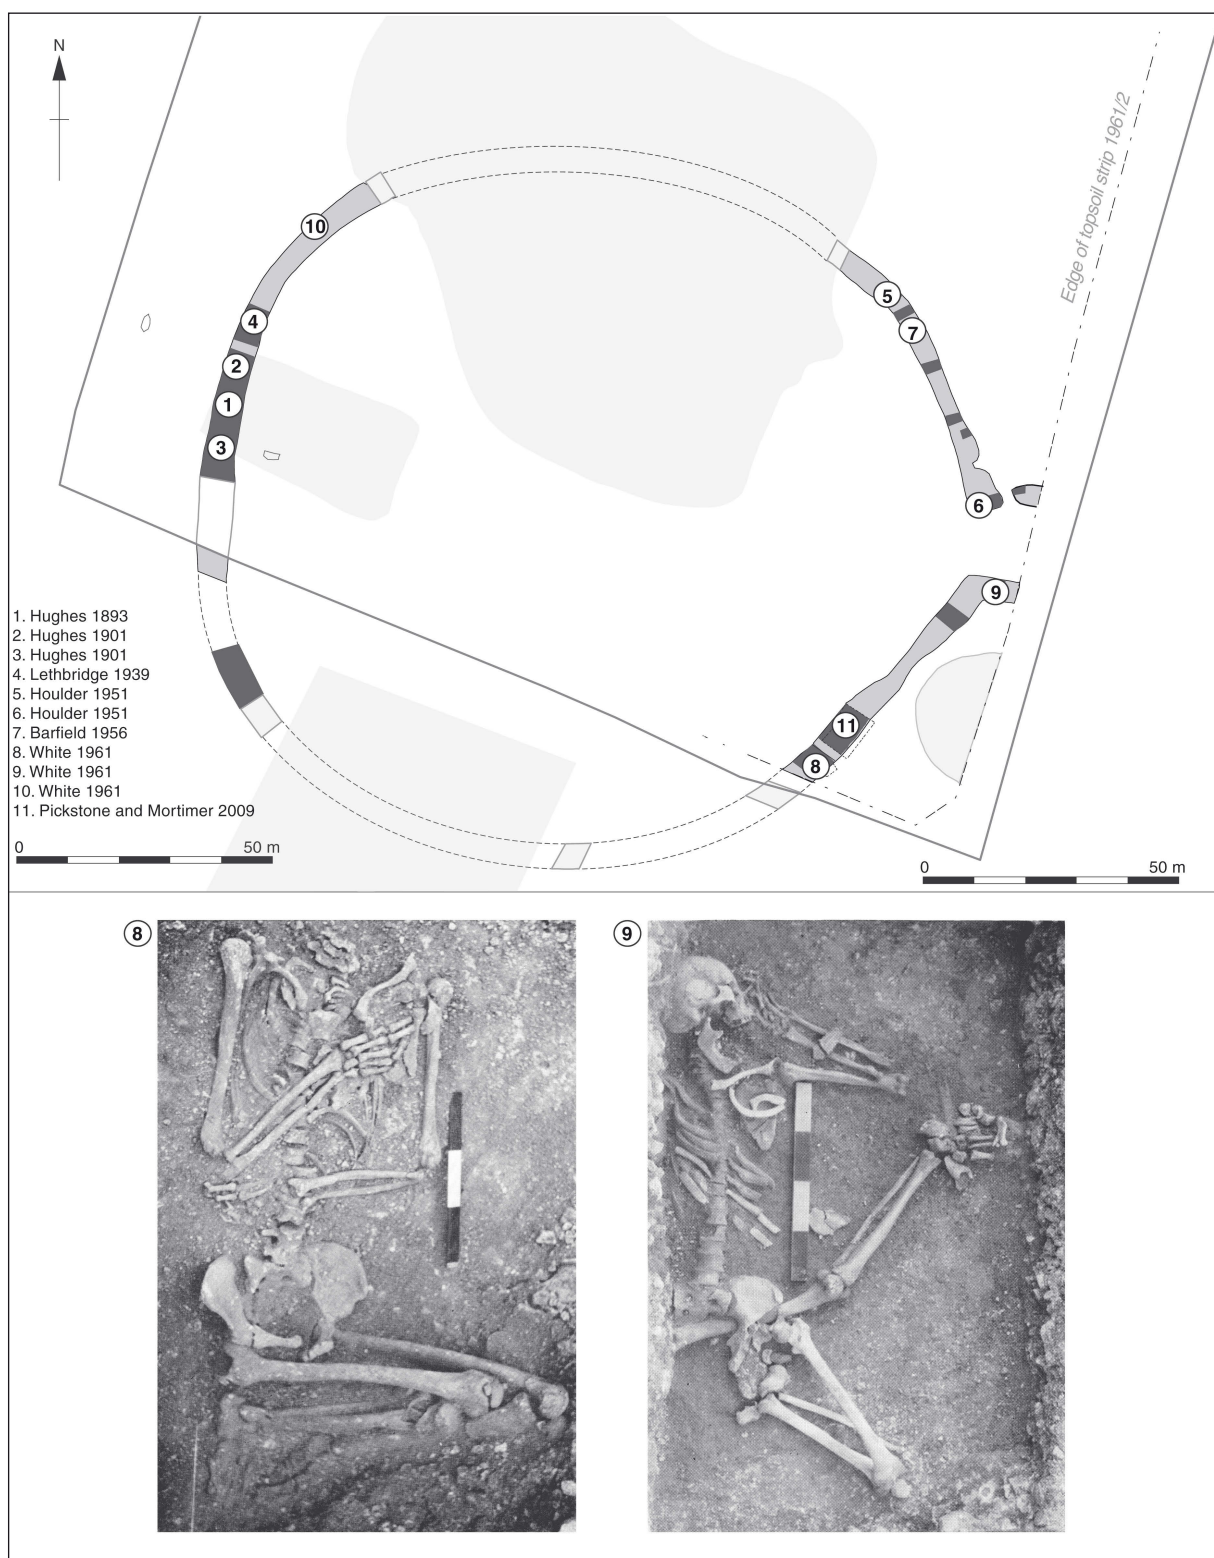 N
Edge of topsoil strip 1961/2
10
5
4
7
2
1
3
6
9
11
8
1. Hughes 1893
2. Hughes 1901
3. Hughes 1901
4. Lethbridge 1939
5. Houlder 1951
6. Houlder 1951
7. Barfield 1956
8. White 1961
9. White 1961
10. White 1961
11. Pickstone and Mortimer 2009
0 50 m
0 50 m
8
9